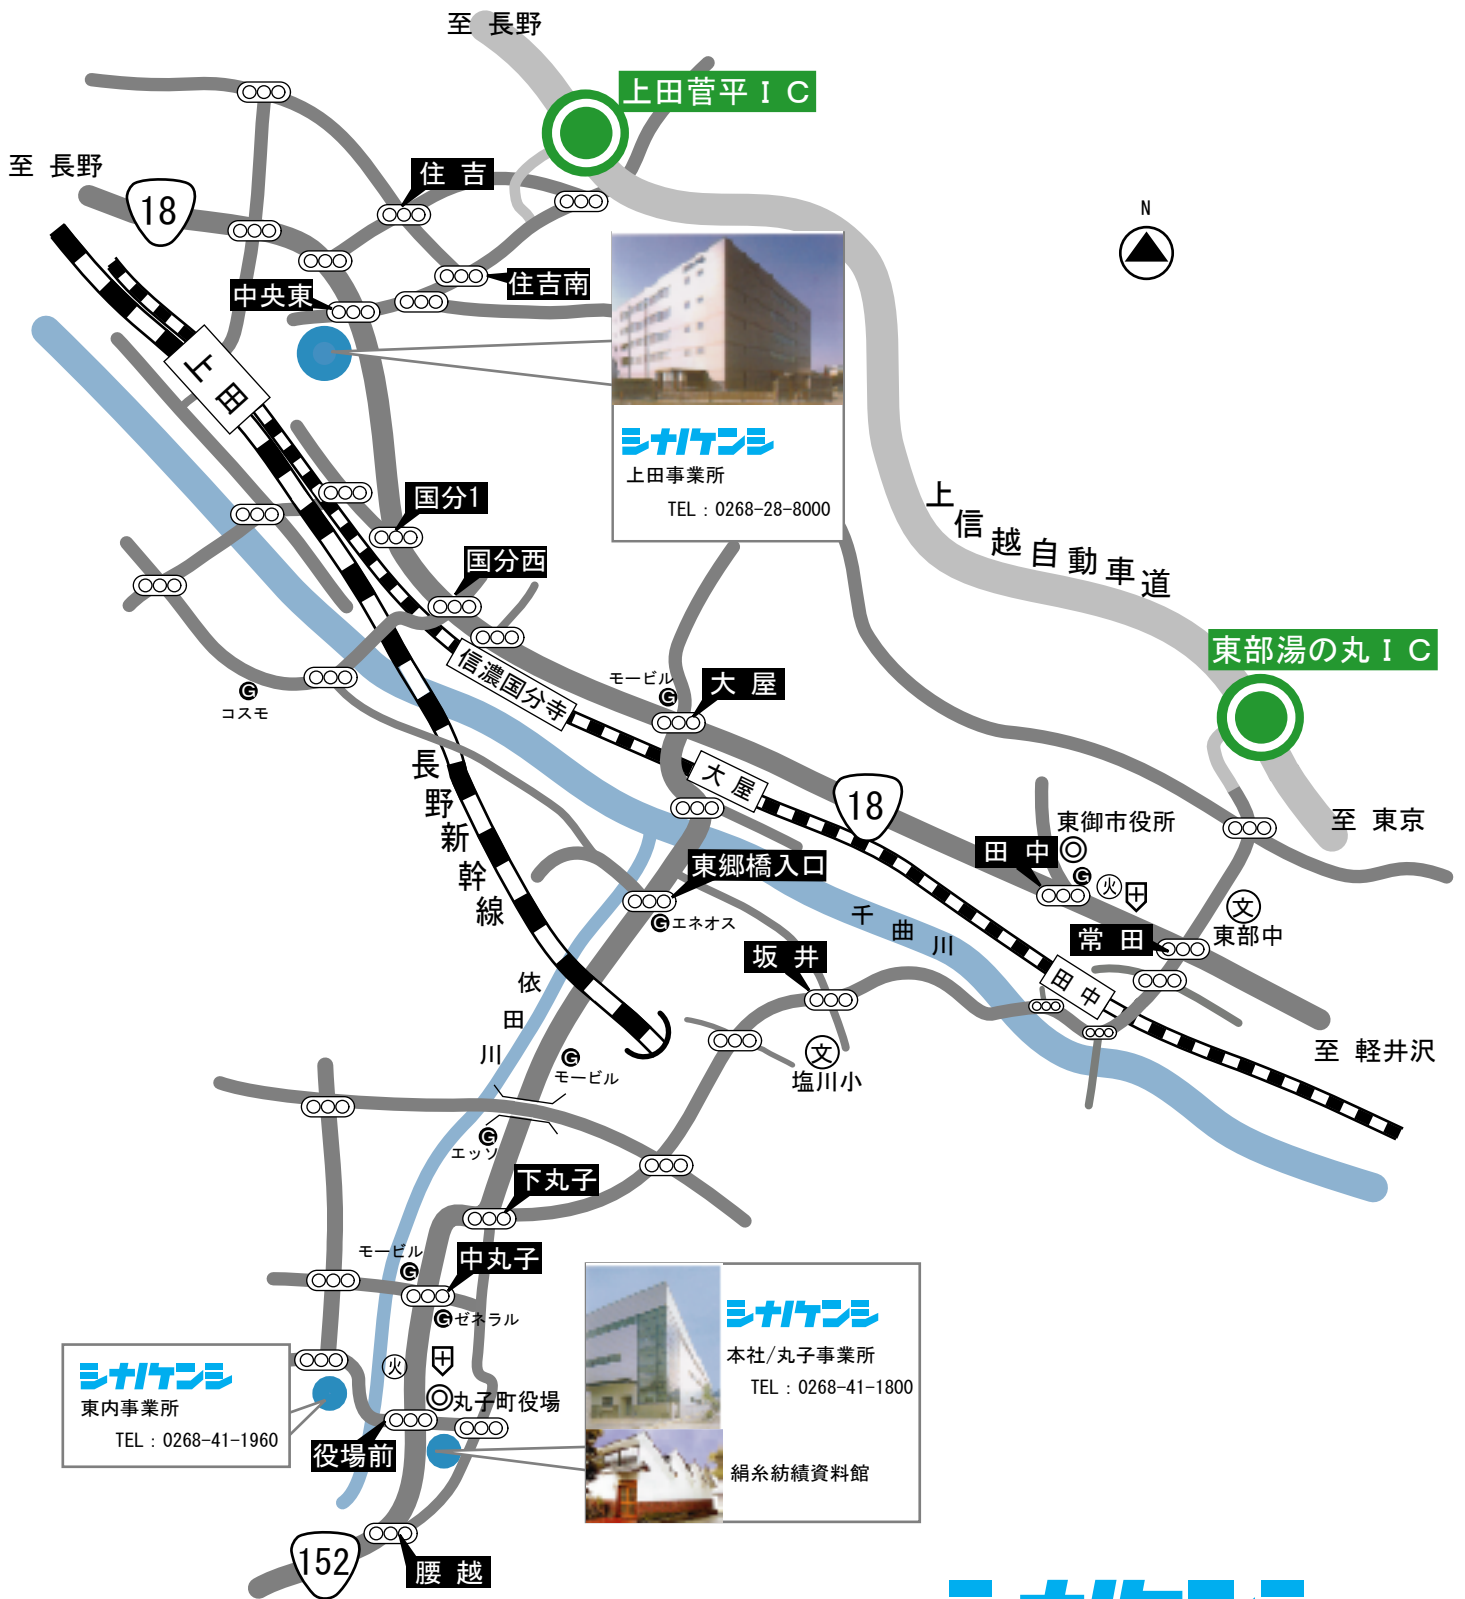 至 長野
上田菅平ＩＣ
至 長野
18
住 吉
N
中央東
住吉南
上田
シナノケンシ
上田事業所
TEL：0268-28-8000
国分1
国分西
上信越自動車道
信濃国分寺
東部湯の丸ＩＣ
モービル
G
大 屋
G
コスモ
長野新幹線
大屋
18
東御市役所
至 東京
田 中
G
火
文
東部中
東郷橋入口
G エネオス
千曲川
常 田
坂 井
田中
依田川
至 軽井沢
G
モービル
文
塩川小
G
エッソ
下丸子
モービル
G
中丸子
G ゼネラル
シナノケンシ
本社/丸子事業所
TEL：0268-41-1800
絹糸紡績資料館
シナノケンシ
東内事業所
TEL：0268-41-1960
火
丸子町役場
役場前
152
腰 越
シナノケンシ